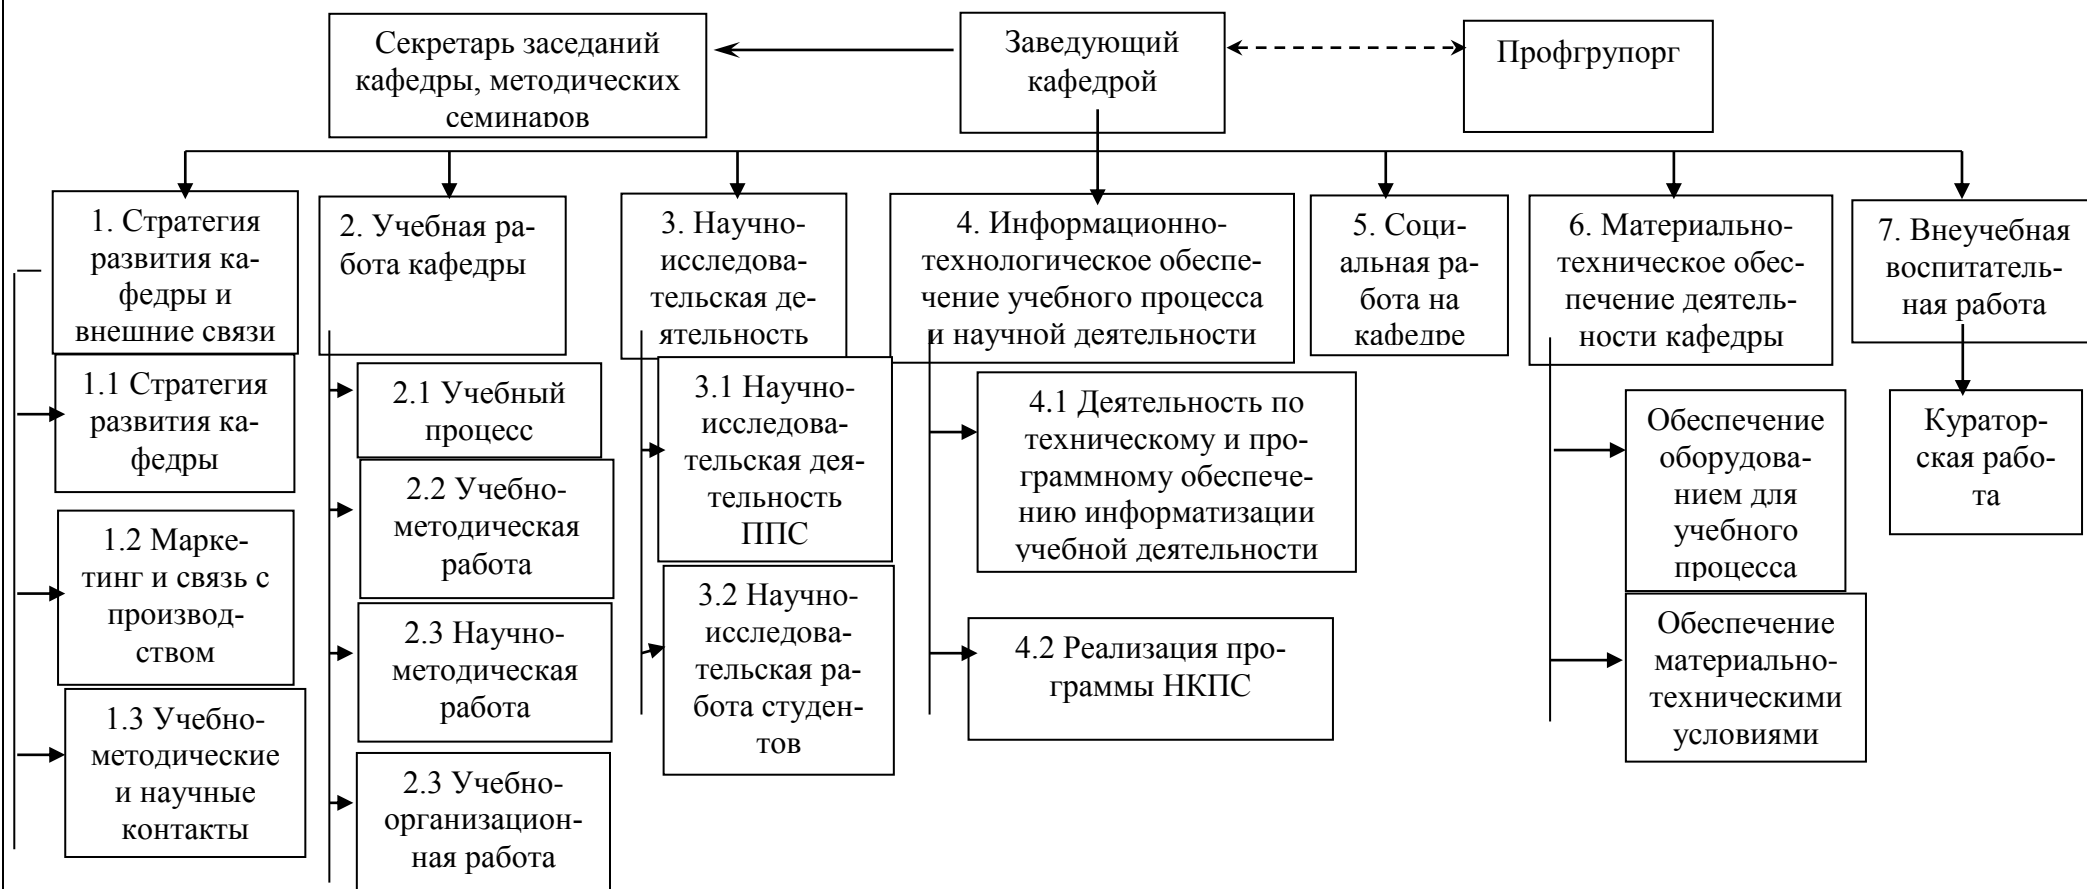 Секретарь заседаний
кафедры, методических
семинаров
Заведующий
кафедрой
Профгрупорг
1. Стратегия
развития ка-
федры и
внешние связи
2. Учебная ра-
бота кафедры
3. Научно-
исследова-
тельская де-
ятельность
4. Информационно-
технологическое обеспе-
чение учебного процесса
и научной деятельности
5. Соци-
альная ра-
бота на
кафедре
6. Материально-
техническое обес-
печение деятель-
ности кафедры
7. Внеучебная
воспитатель-
ная работа
1.1 Стратегия
развития ка-
федры
1.2 Марке-
тинг и связь с
производ-
ством
1.3 Учебно-
методические
и научные
контакты
2.1 Учебный
процесс
2.2 Учебно-
методическая
работа
2.3 Научно-
методическая
работа
2.3 Учебно-
организацион-
ная работа
3.1 Научно-
исследова-
тельская дея-
тельность
ППС
3.2 Научно-
исследова-
тельская ра-
бота студен-
тов
4.1 Деятельность по
техническому и про-
граммному обеспече-
нию информатизации
учебной деятельности
4.2 Реализация про-
граммы НКПС
Обеспечение
оборудова-
нием для
учебного
процесса
Обеспечение
материально-
техническими
условиями
Куратор-
ская рабо-
та